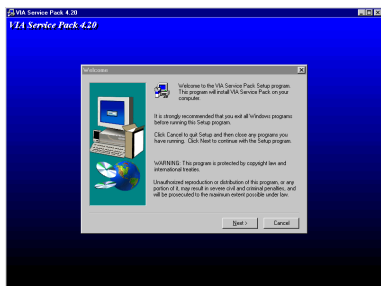 VIA Service Pack 4.20
VIA Service Pack 4.20
Welcome
Welcome to the VIA Service Pack Setup program.
This program will install VIA Service Pack on your
computer.
It is strongly recommended that you exit all Windows programs
before running this Setup program.
Click Cancel to quit Setup and then close any programs you
have running. Click Next to continue with the Setup program.
WARNING: This program is protected by copyright law and
international treaties.
Unauthorized reproduction or distribution of this program, or any
portion of it, may result in severe civil and criminal penalties, and
will be prosecuted to the maximum extent possible under law.
Next >
Cancel